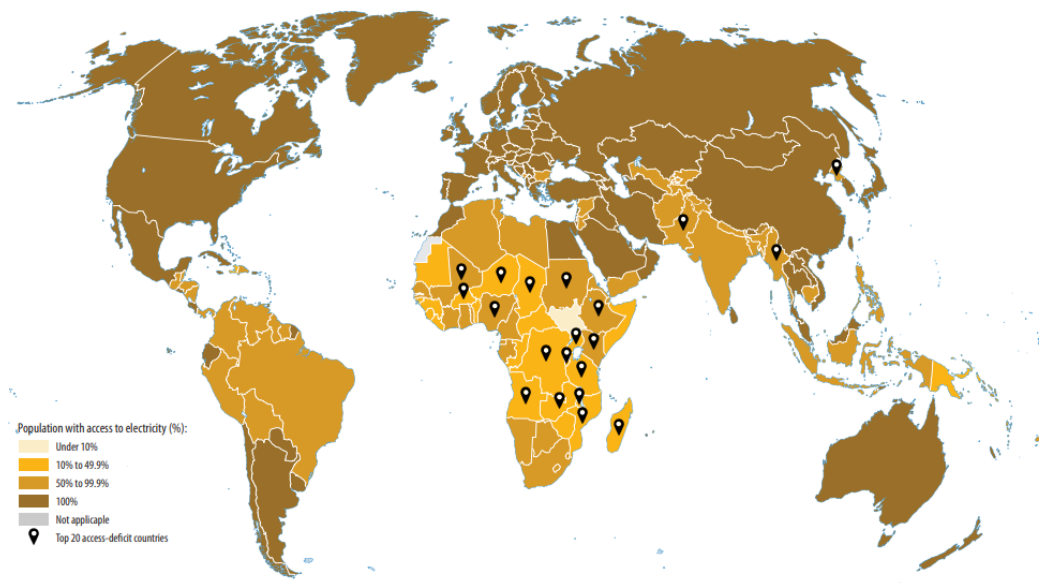 Population with access to electricity (%):
Under 10%
10% to 49.9%
50% to 99.9%
100%
Not applicaple
Top 20 access-deficit countries